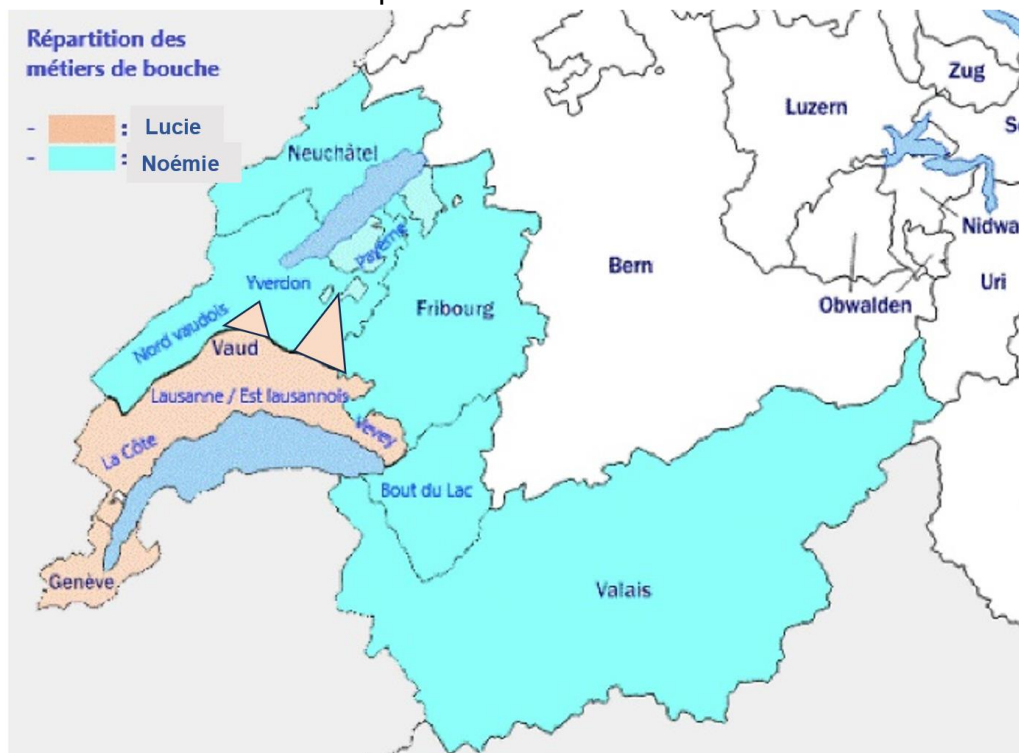 Répartition des
métiers de bouche
- : Lucie
- : Noémie
Zug
Luzern
Neuchâtel
Payerne
Nidwa
Bern
Uri
Yverdon
Obwalden
Fribourg
Nord vaudois
Vaud
Lausanne / Est lausannois
Vevey
La Côte
Bout du Lac
Genève
Valais